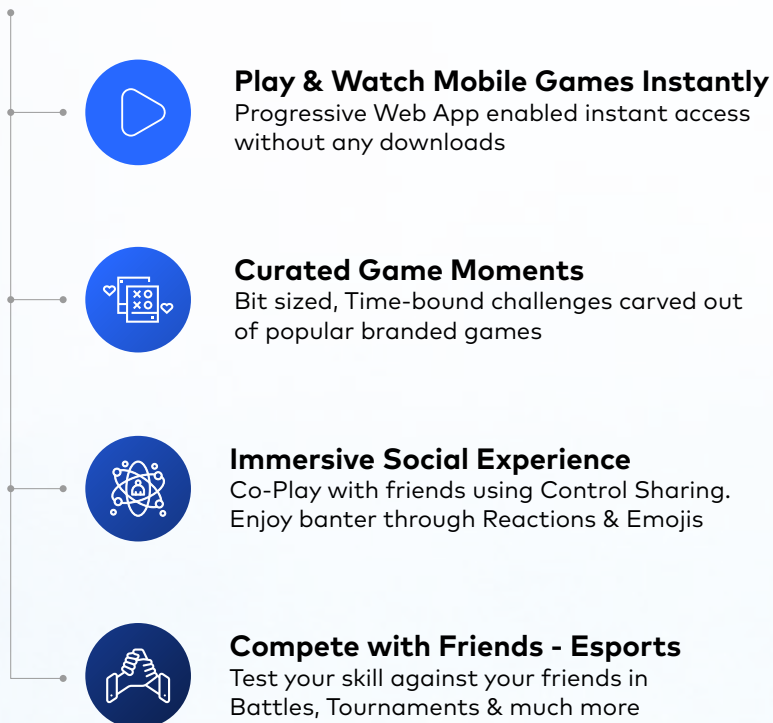 Play & Watch Mobile Games Instantly
Progressive Web App enabled instant access
without any downloads
Curated Game Moments
Bit sized, Time-bound challenges carved out
of popular branded games
Immersive Social Experience
Co-Play with friends using Control Sharing.
Enjoy banter through Reactions & Emojis
Compete with Friends - Esports
Test your skill against your friends in
Battles, Tournaments & much more